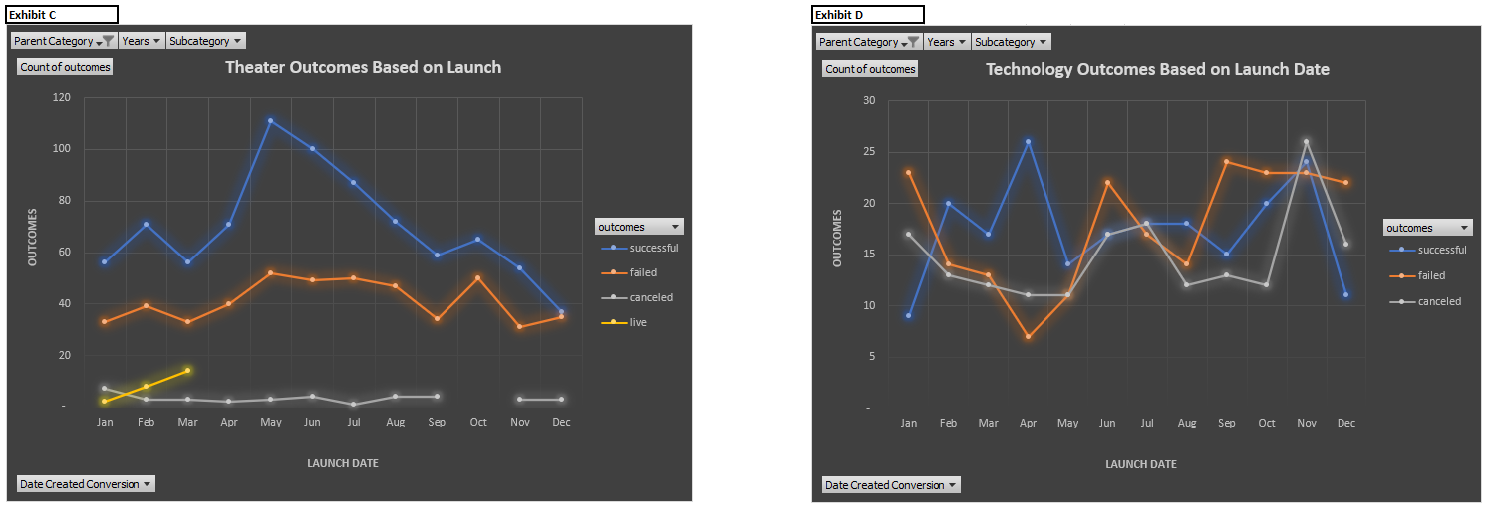 Exhibit C
Parent Category Years Subcategory
Count of outcomes
Theater Outcomes Based on Launch
120
100
80
60
40
20
-
OUTCOMES
Jan Feb Mar Apr May Jun Jul Aug Sep Oct Nov Dec
LAUNCH DATE
outcomes
successful
failed
canceled
live
Date Created Conversion
Exhibit D
Parent Category Years Subcategory
Count of outcomes
Technology Outcomes Based on Launch Date
30
25
20
15
10
5
-
OUTCOMES
Jan Feb Mar Apr May Jun Jul Aug Sep Oct Nov Dec
LAUNCH DATE
outcomes
successful
failed
canceled
Date Created Conversion